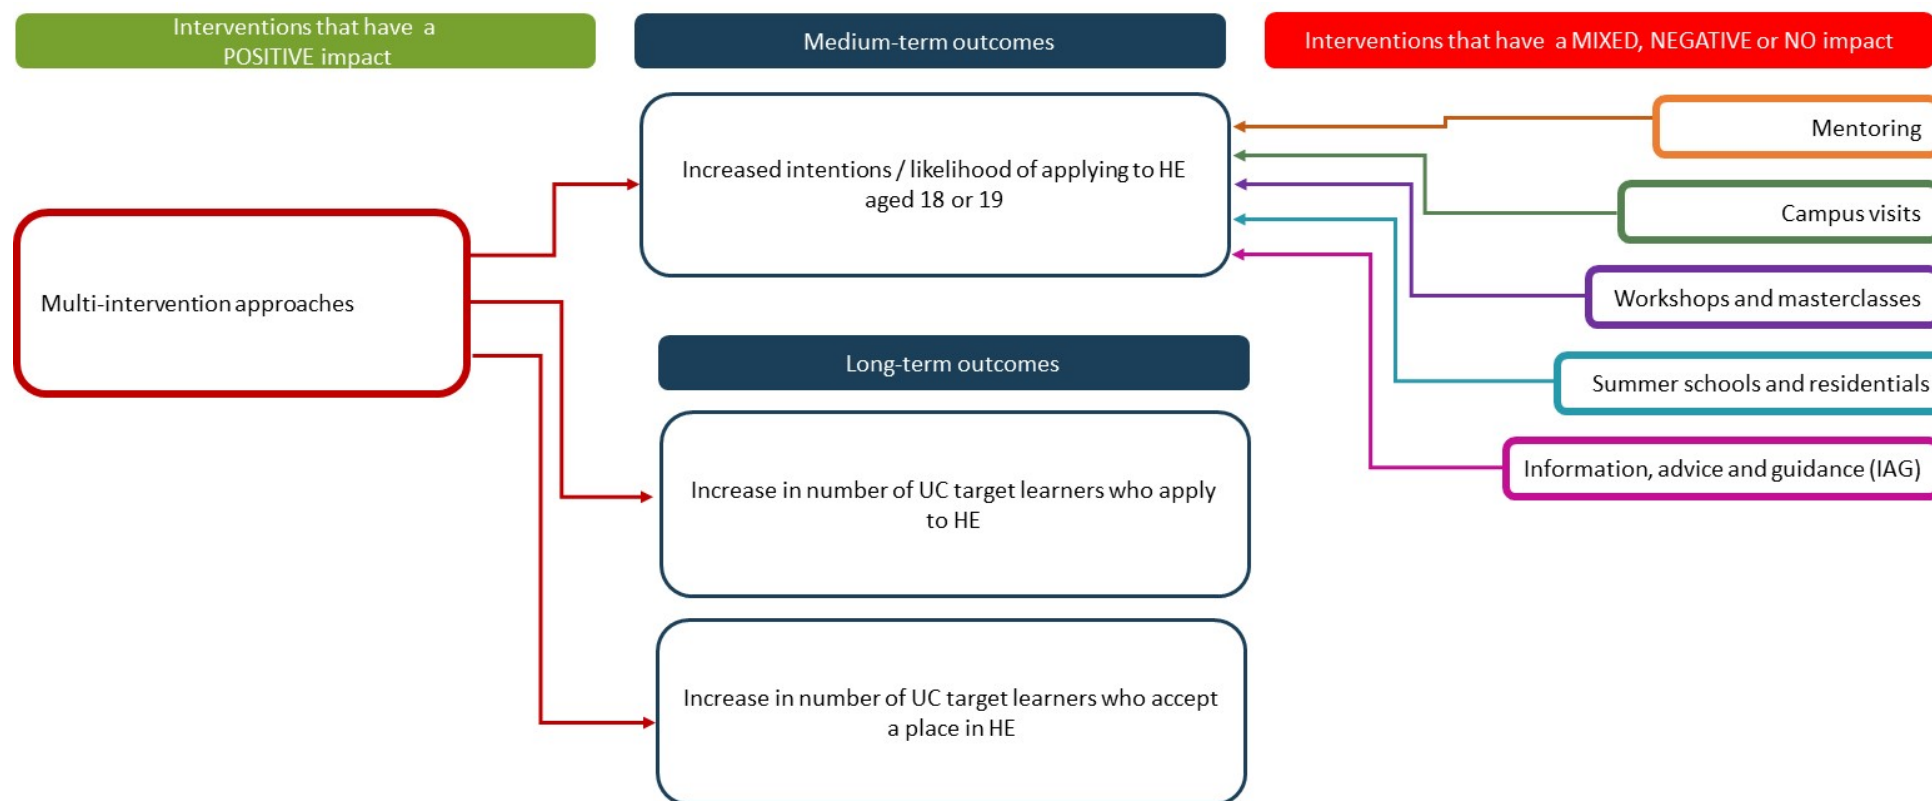 Interventions that have a
POSITIVE impact
Medium-term outcomes
Interventions that have a MIXED, NEGATIVE or NO impact
Increased intentions / likelihood of applying to HE
aged 18 or 19
Mentoring
Campus visits
Multi-intervention approaches
Workshops and masterclasses
Long-term outcomes
Summer schools and residentials
Information, advice and guidance (IAG)
Increase in number of UC target learners who apply
to HE
Increase in number of UC target learners who accept
a place in HE